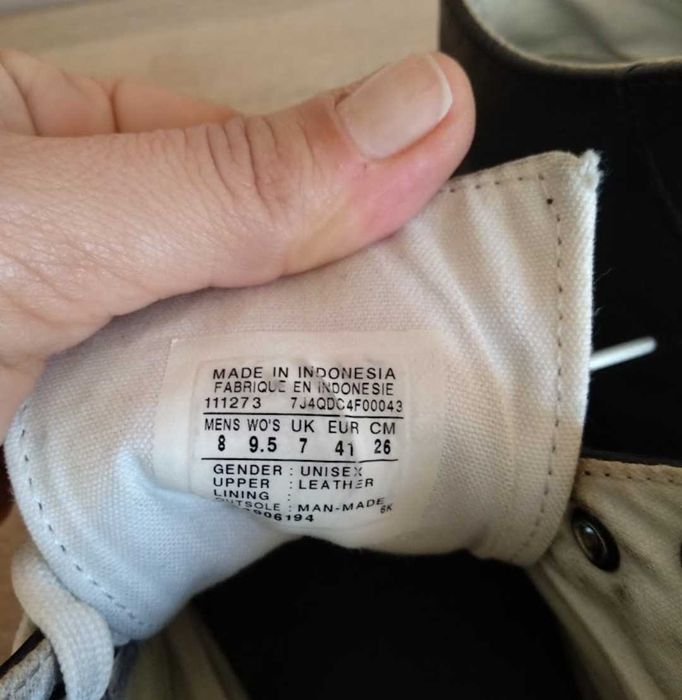 MADE IN INDONESIA
FABRIQUE EN INDONESIE
111273 7J4QDC4F00043
MENS WO'S UK EUR CM
8 9.5 7 41 26
GENDER : UNISEX
UPPER : LEATHER
LINING :
OUTSOLE : MAN-MADE
6K